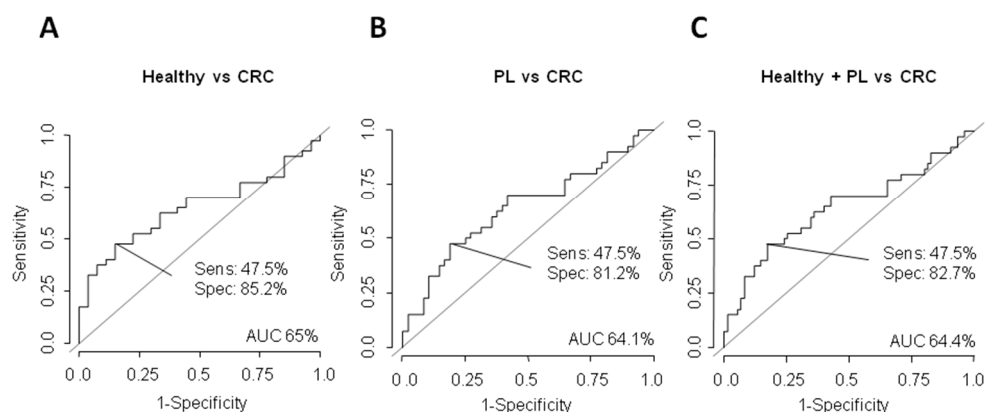 A
Healthy vs CRC
Sensitivity
1.0
0.75
0.5
0.25
0.0
Sens: 47.5%
Spec: 85.2%
AUC 65%
0.0 0.25 0.5 0.75 1.0
1-Specificity
B
PL vs CRC
Sensitivity
1.0
0.75
0.5
0.25
0.0
Sens: 47.5%
Spec: 81.2%
AUC 64.1%
0.0 0.25 0.5 0.75 1.0
1-Specificity
C
Healthy + PL vs CRC
Sensitivity
1.0
0.75
0.5
0.25
0.0
Sens: 47.5%
Spec: 82.7%
AUC 64.4%
0.0 0.25 0.5 0.75 1.0
1-Specificity